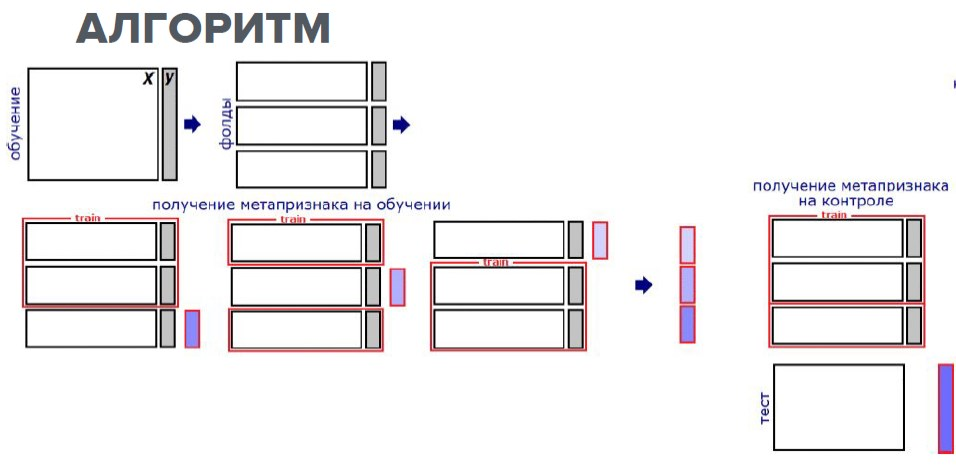 АЛГОРИТМ
обучение
X y
фолды
получение метапризнака на обучении
train
train
train
получение метапризнака
на контроле
train
тест